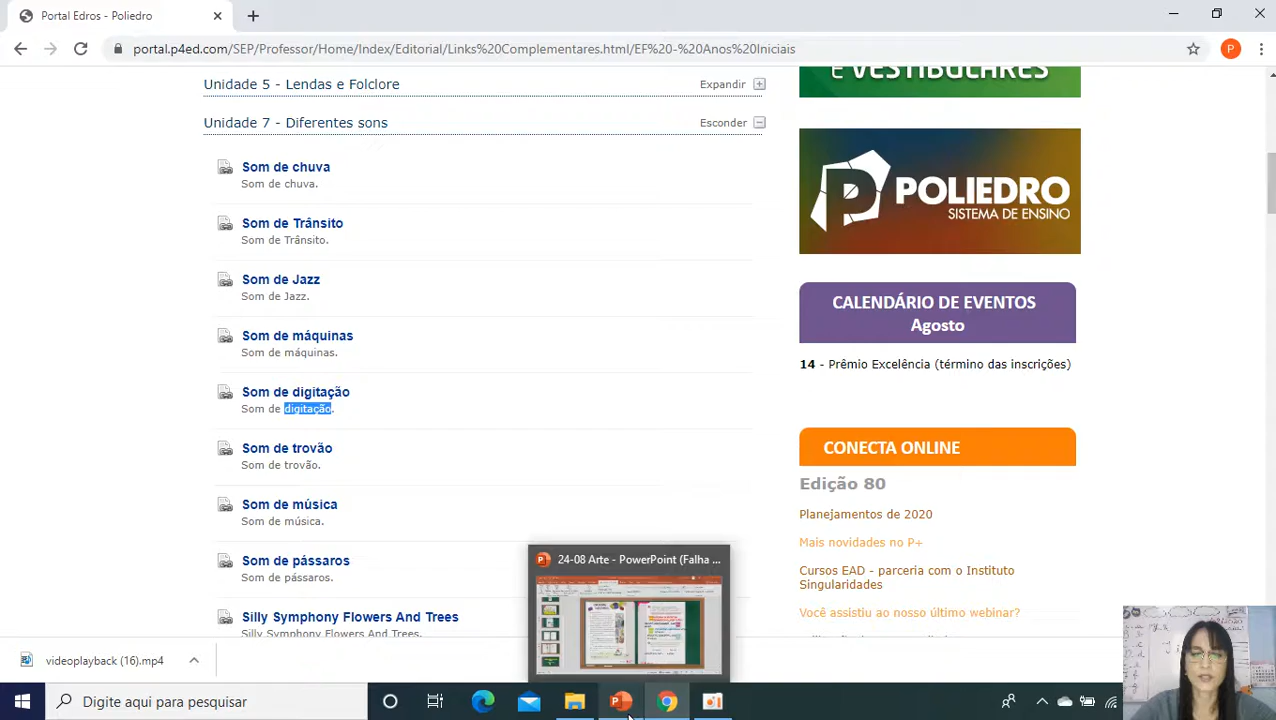 Portal Edros - Poliedro
portal.p4ed.com/SEP/Professor/Home/Index/Editorial/Links%20Complementares.html/EF%20-%20Anos%20Iniciais
P
Unidade 5 - Lendas e Folclore
Expandir
Unidade 7 - Diferentes sons
Esconder
Som de chuva
Som de chuva.
Som de Trânsito
Som de Trânsito.
Som de Jazz
Som de Jazz.
Som de máquinas
Som de máquinas.
Som de digitação
Som de digitação.
Som de trovão
Som de trovão.
Som de música
Som de música.
Som de pássaros
Som de pássaros.
Silly Symphony Flowers And Trees
Silly Symphony Flowers And Trees.
E VESTIBULARES
POLIEDRO
SISTEMA DE ENSINO
CALENDÁRIO DE EVENTOS
Agosto
14 - Prêmio Excelência (término das inscrições)
CONECTA ONLINE
Edição 80
Planejamentos de 2020
Mais novidades no P+
Cursos EAD - parceria com o Instituto
Singularidades
Você assistiu ao nosso último webinar?
24-08 Arte - PowerPoint (Falha ...
videoplayback (16).mp4
Digite aqui para pesquisar